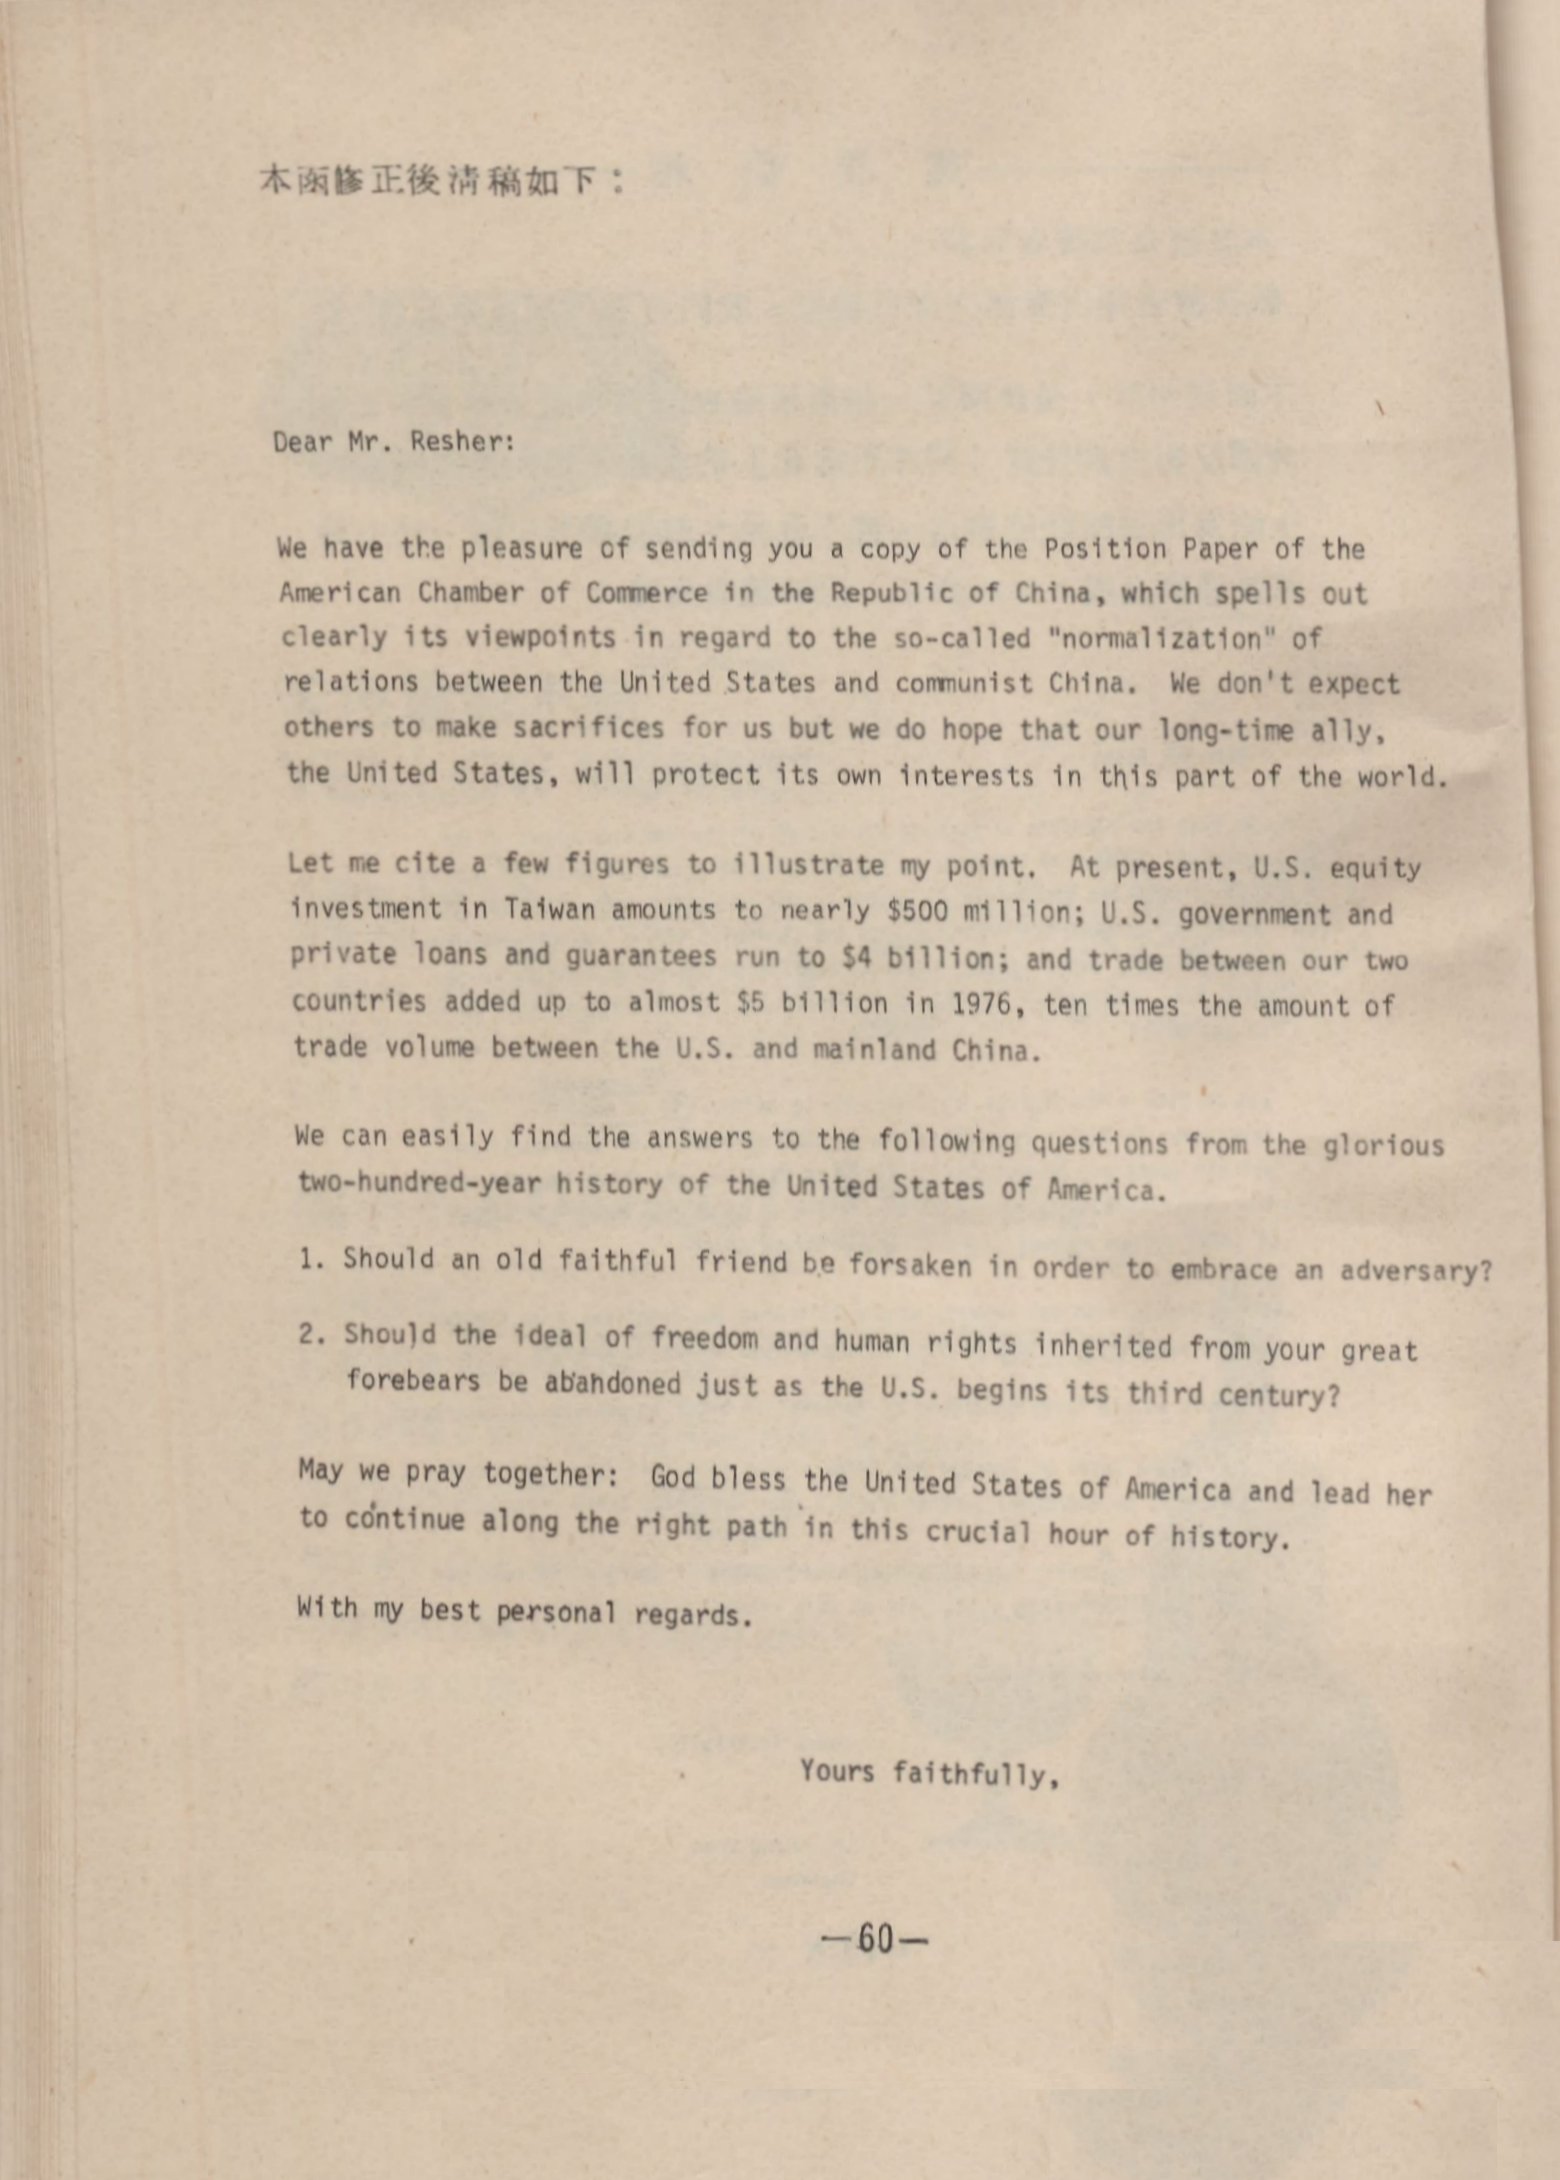 本函修正後清稿如下：
Dear Mr. Resher:
We have the pleasure of sending you a copy of the Position Paper of the
American Chamber of Commerce in the Republic of China, which spells out
clearly its viewpoints in regard to the so-called "normalization" of
relations between the United States and communist China. We don't expect
others to make sacrifices for us but we do hope that our long-time ally,
the United States, will protect its own interests in this part of the world.
Let me cite a few figures to illustrate my point. At present, U.S. equity
investment in Taiwan amounts to nearly $500 million; U.S. government and
private loans and guarantees run to $4 billion; and trade between our two
countries added up to almost $5 billion in 1976, ten times the amount of
trade volume between the U.S. and mainland China.
We can easily find the answers to the following questions from the glorious
two-hundred-year history of the United States of America.
1. Should an old faithful friend be forsaken in order to embrace an adversary?
2. Should the ideal of freedom and human rights inherited from your great
forebears be abandoned just as the U.S. begins its third century?
May we pray together: God bless the United States of America and lead her
to continue along the right path in this crucial hour of history.
With my best personal regards.
Yours faithfully,
—60—